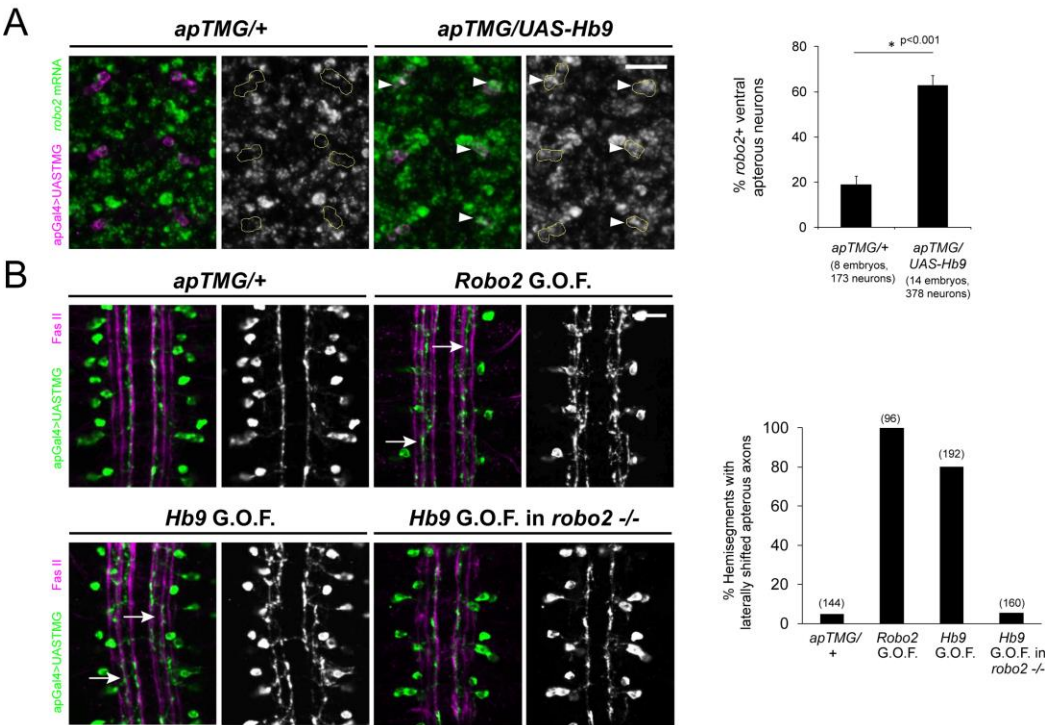 A
apTMG/+
apTMG/UAS-Hb9
apGal4>UASTMG robo2 mRNA
% robo2+ ventral
apterous neurons
80
60
40
20
0
* p<0.001
apTMG/+
(8 embryos,
173 neurons)
apTMG/
UAS-Hb9
(14 embryos,
378 neurons)
B
apTMG/+
Robo2 G.O.F.
apGal4>UASTMG Fas II
Hb9 G.O.F.
Hb9 G.O.F. in robo2 -/-
apGal4>UASTMG Fas II
% Hemisegments with
laterally shifted apterous axons
100
80
60
40
20
0
(144)
(96)
(192)
(160)
apTMG/
+
Robo2
G.O.F.
Hb9
G.O.F.
Hb9
G.O.F. in
robo2 -/-